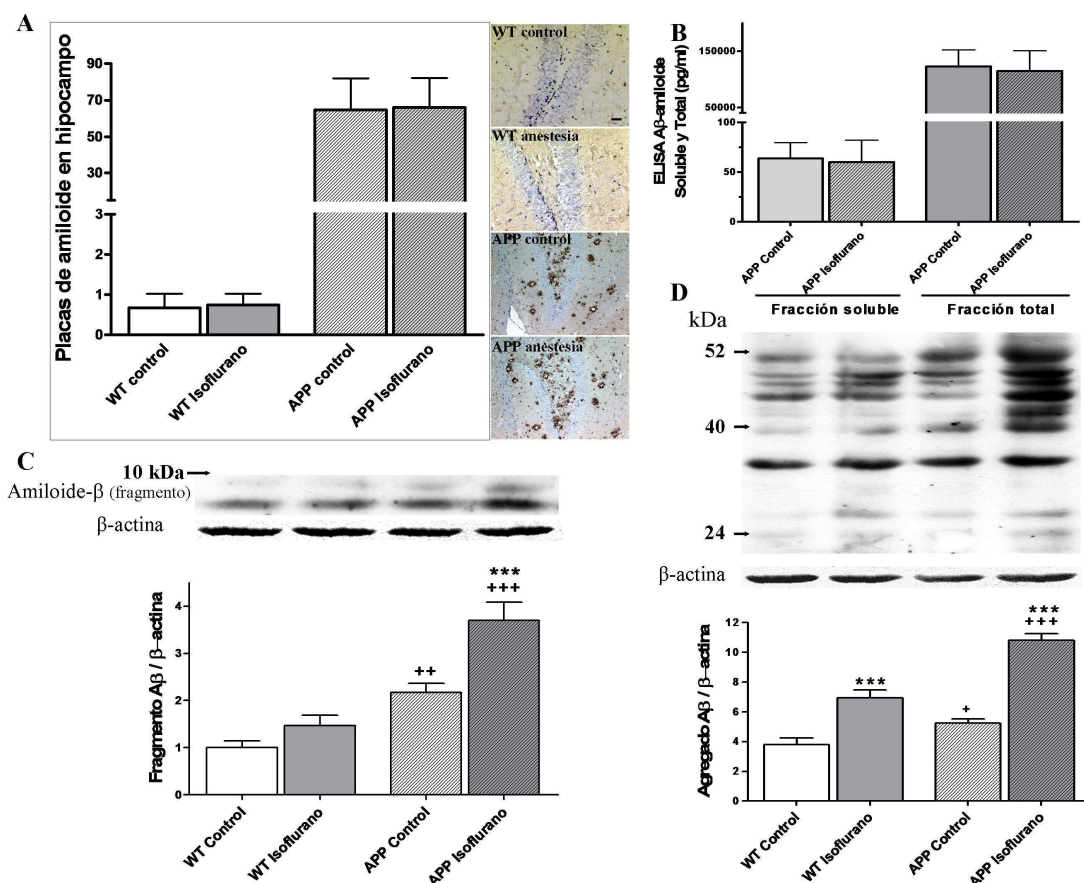 A
Placas de amiloide en hipocampo
90
70
50
30
3
2
1
0
WT control
WT Isoflurano
APP control
APP Isoflurano
WT control
WT anestesia
APP control
APP anestesia
B
ELISA Aβ-amiloide
Soluble y Total (pg/ml)
150000
50000
100
50
0
APP Control
APP Isoflurano
APP Control
APP Isoflurano
Fracción soluble
Fracción total
C
10 kDa
Amiloide-β (fragmento)
β-actina
Fragmento Aβ / β-actina
4
3
2
1
0
++
***
+++
WT Control
WT Isoflurano
APP Control
APP Isoflurano
D
kDa
52
40
24
β-actina
Agregado Aβ / β-actina
12
10
8
6
4
2
0
***
+
***
+++
WT Control
WT Isoflurano
APP Control
APP Isoflurano